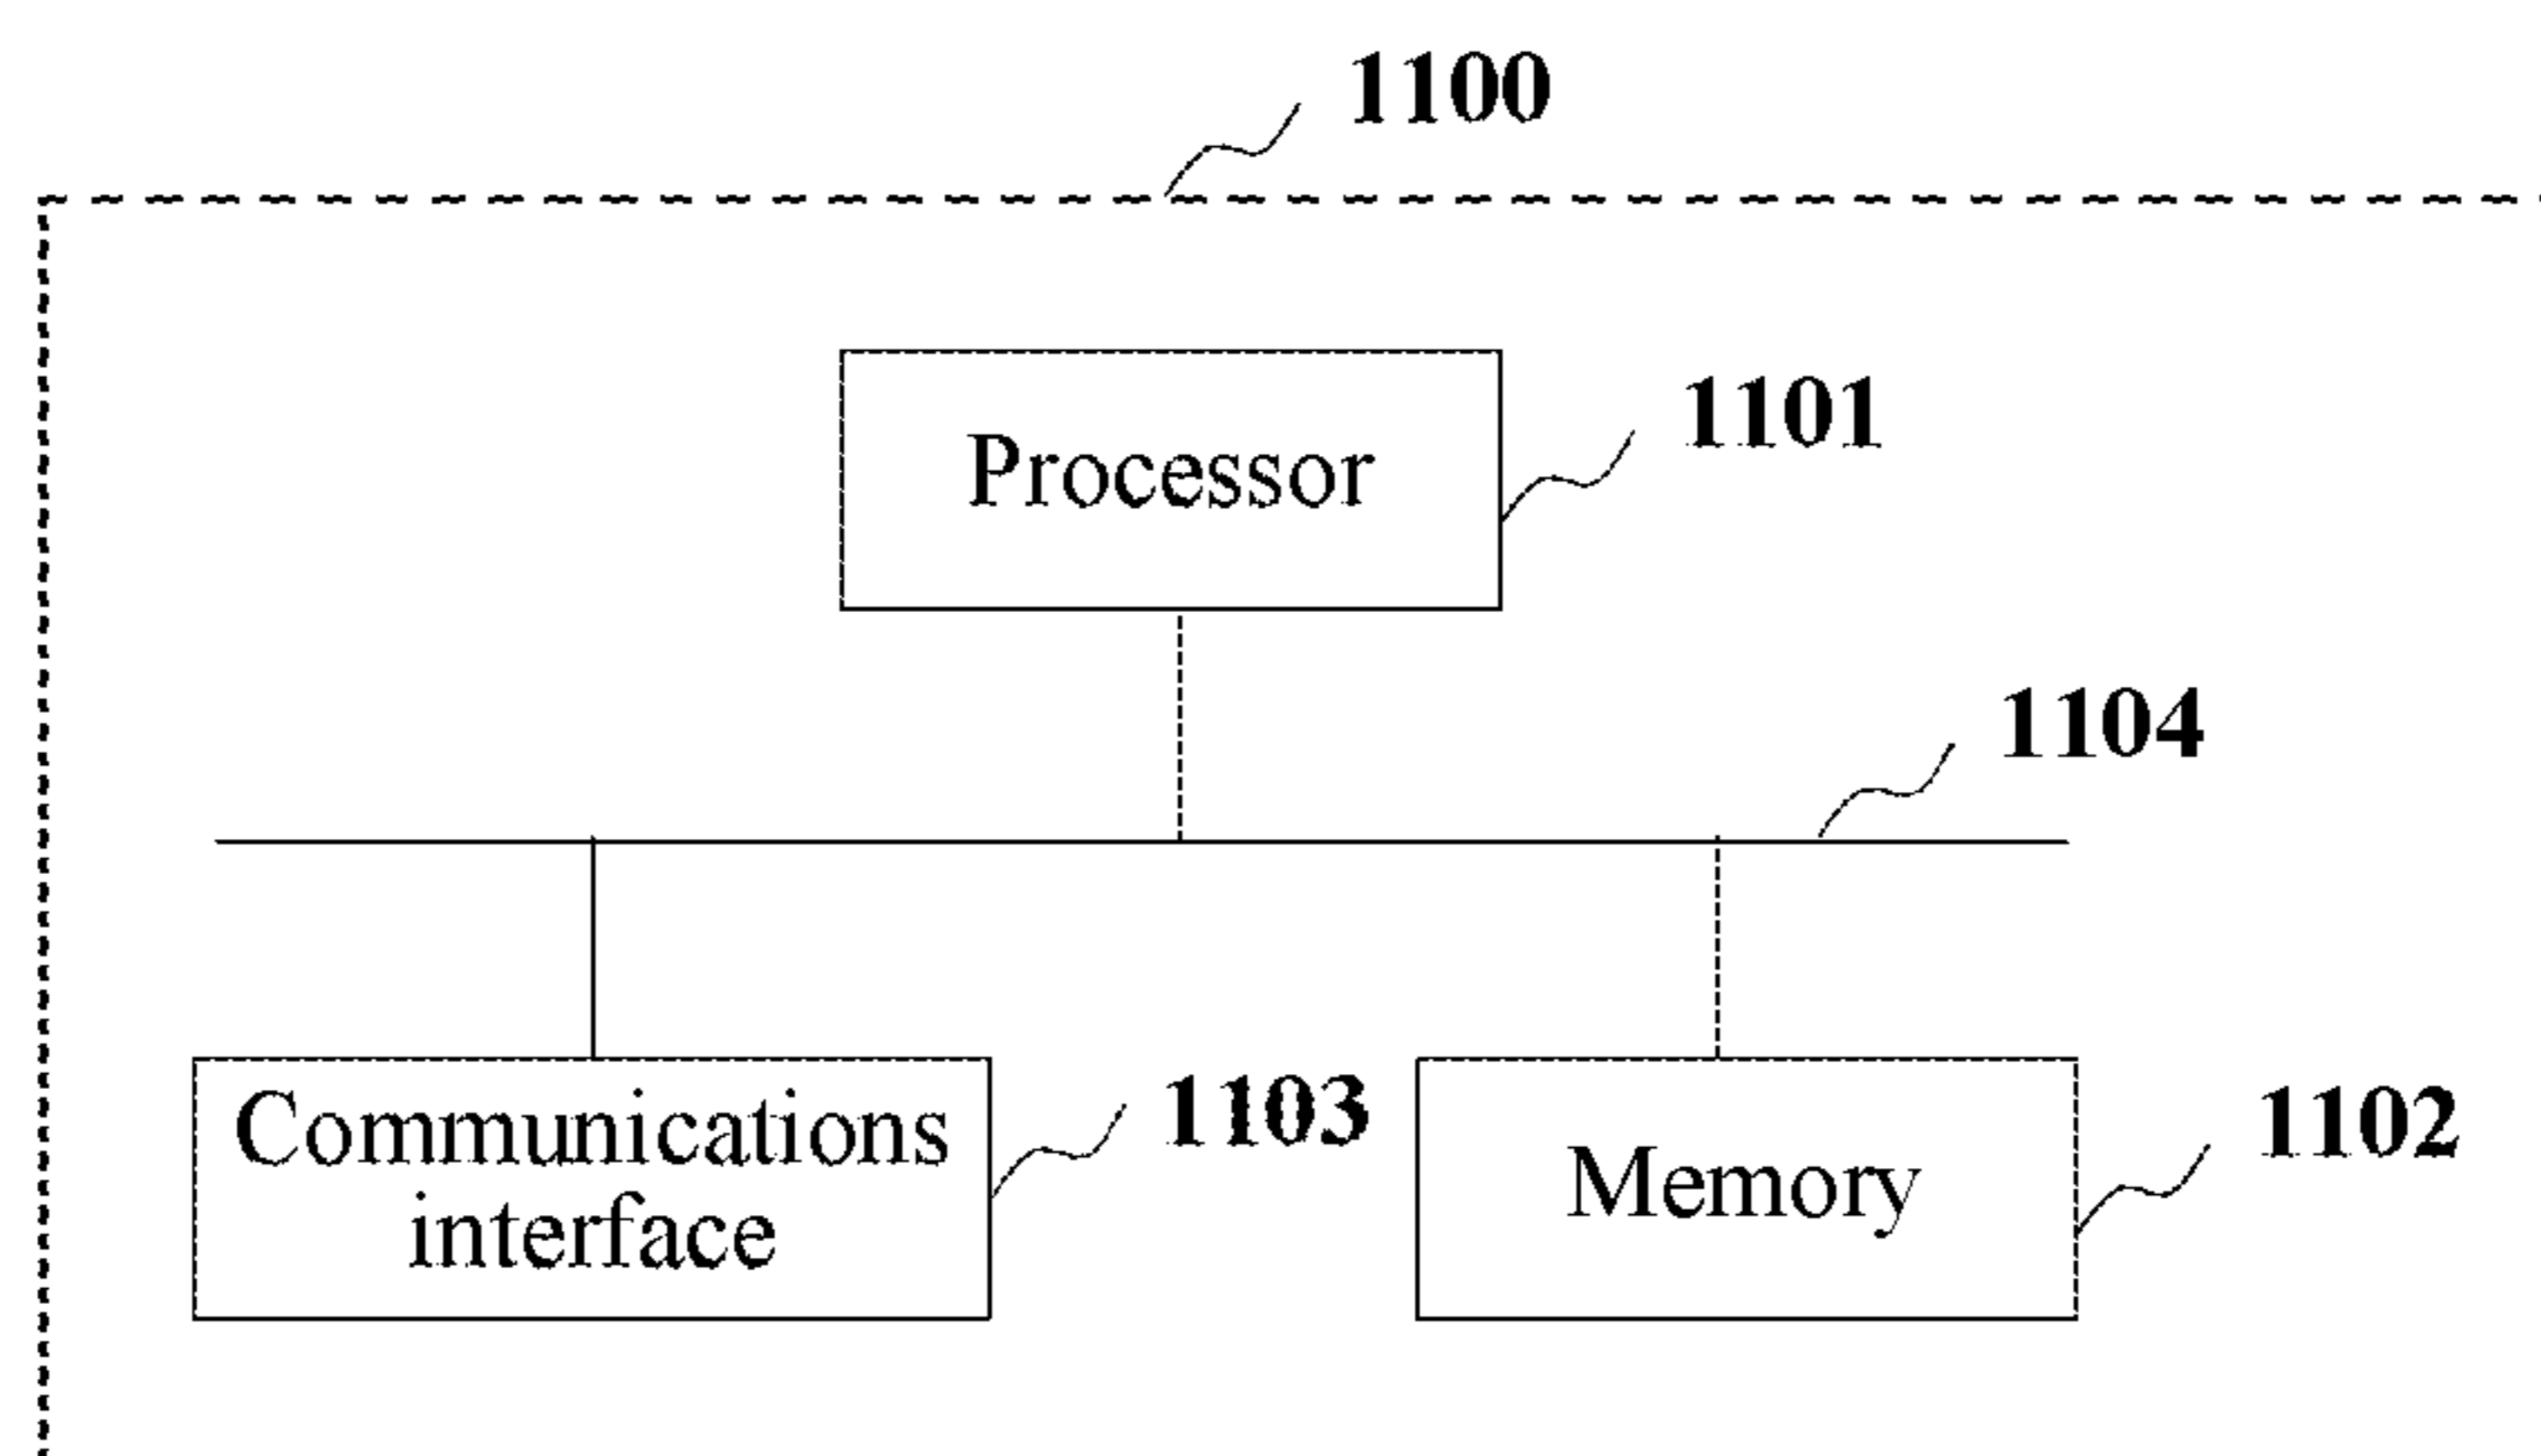 1100
Processor
1101
1104
Communications
interface
1103
Memory
1102